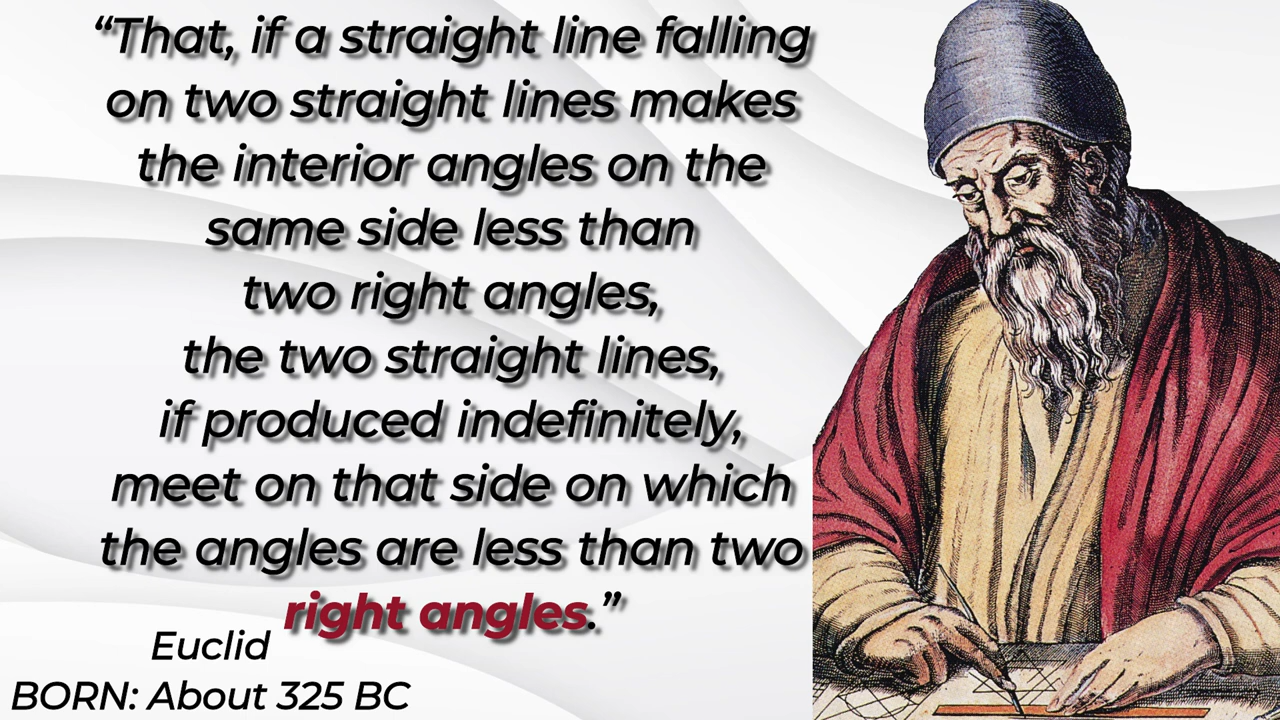 “That, if a straight line falling
on two straight lines makes
the interior angles on the
same side less than
two right angles,
the two straight lines,
if produced indefinitely,
meet on that side on which
the angles are less than two
right angles.”
Euclid
BORN: About 325 BC